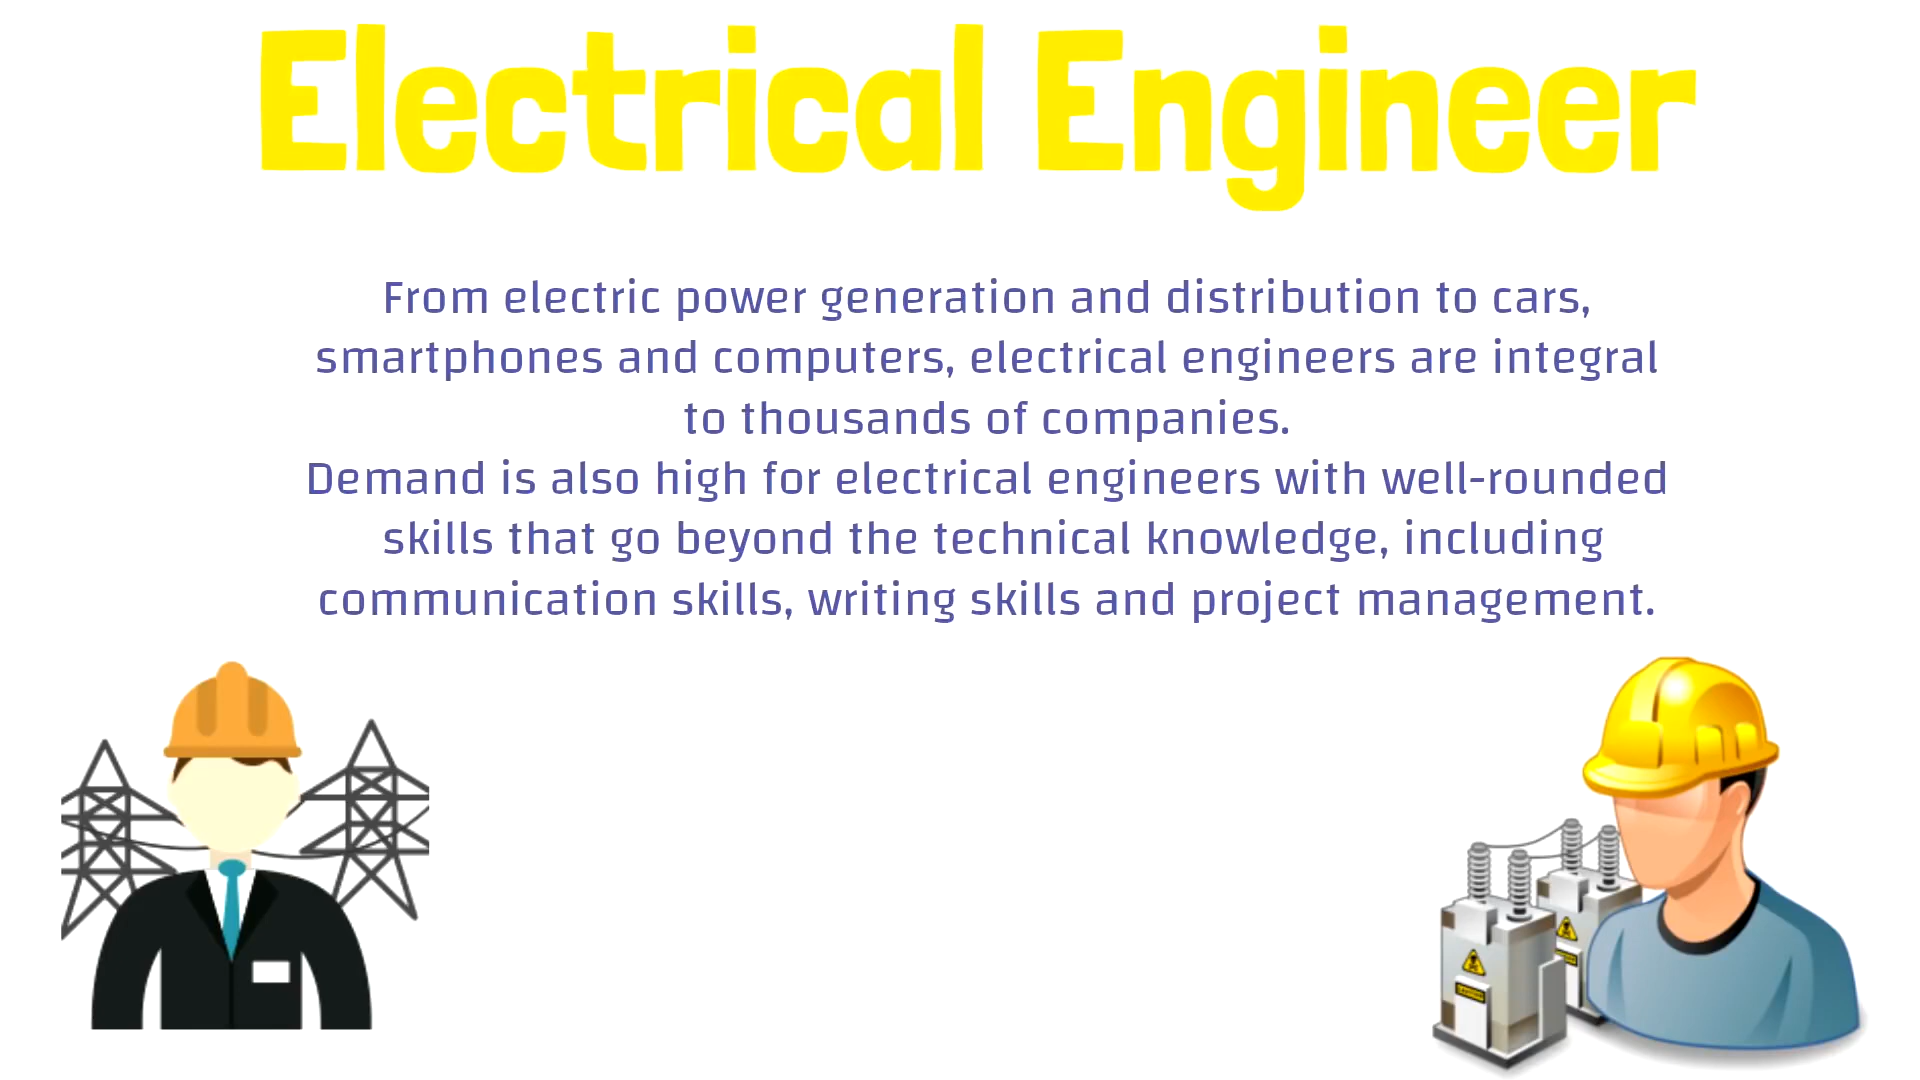 Electrical Engineer
From electric power generation and distribution to cars,
smartphones and computers, electrical engineers are integral
to thousands of companies.
Demand is also high for electrical engineers with well-rounded
skills that go beyond the technical knowledge, including
communication skills, writing skills and project management.